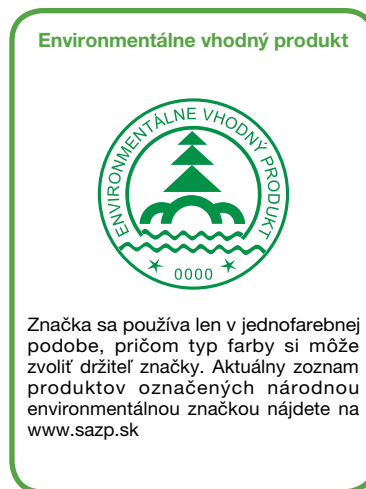 Environmentálne vhodný produkt
ENVIRONMENTÁLNE VHODNÝ PRODUKT
0000
Značka sa používa len v jednofarebnej
podobe, pričom typ farby si môže
zvoliť držiteľ značky. Aktuálny zoznam
produktov označených národnou
environmentálnou značkou nájdete na
www.sazp.sk